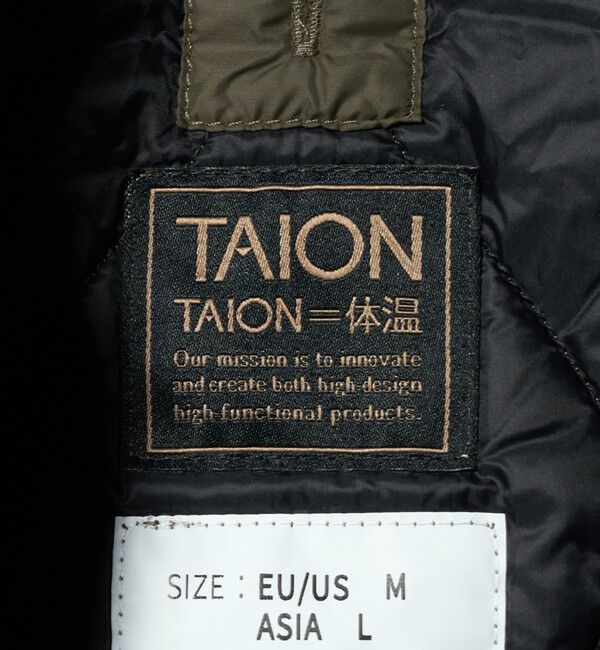 TAION
TAION=体温
Our mission is to innovate
and create both high-design
high-functional products.
SIZE : EU/US M
ASIA L